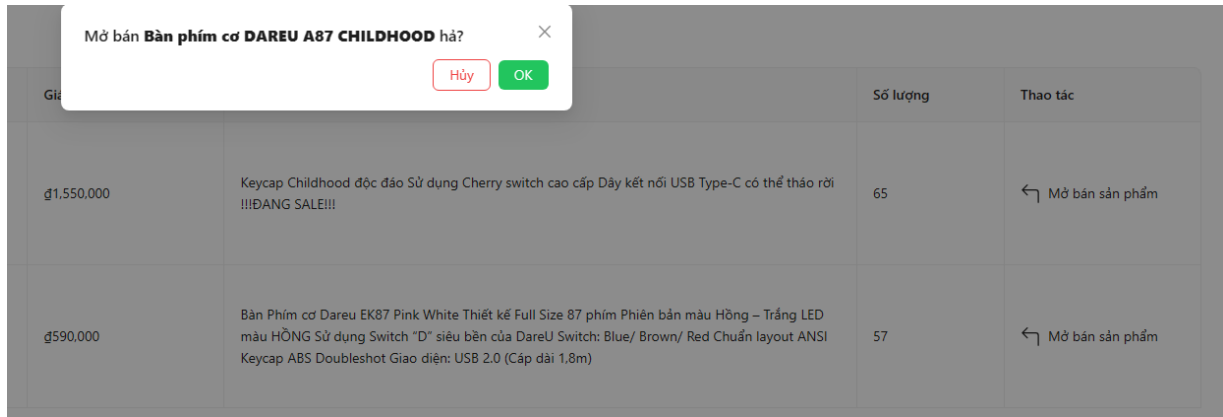 Mở bán Bàn phím cơ DAREU A87 CHILDHOOD hả?
Hủy OK
Giá Số lượng Thao tác
₫1,550,000
Keycap Childhood độc đáo Sử dụng Cherry switch cao cấp Dây kết nối USB Type-C có thể tháo rời
!!!ĐANG SALE!!!
65
Mở bán sản phẩm
₫590,000
Bàn Phím cơ Dareu EK87 Pink White Thiết kế Full Size 87 phím Phiên bản màu Hồng – Trắng LED
màu HỒNG Sử dụng Switch “D” siêu bền của DareU Switch: Blue/ Brown/ Red Chuẩn layout ANSI
Keycap ABS Doubleshot Giao diện: USB 2.0 (Cáp dài 1,8m)
57
Mở bán sản phẩm